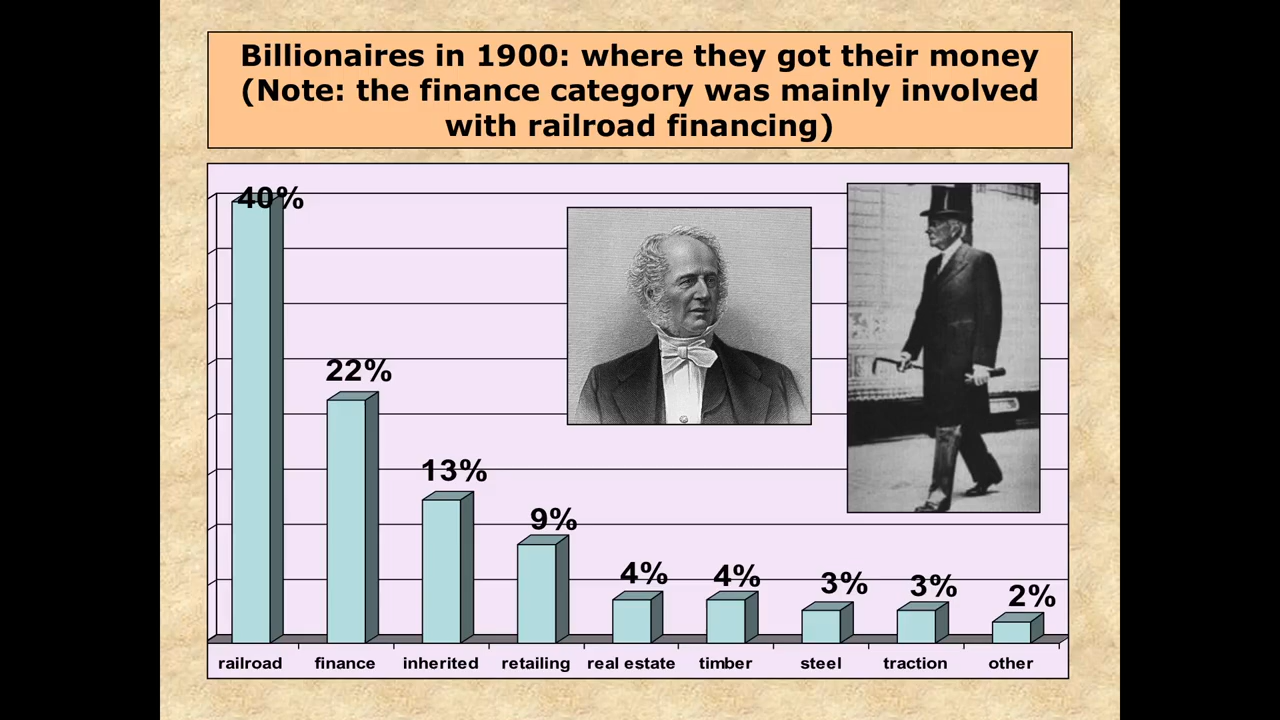 Billionaires in 1900: where they got their money
(Note: the finance category was mainly involved
with railroad financing)
40%
22%
13%
9%
4%
4%
3%
3%
2%
railroad
finance
inherited
retailing
real estate
timber
steel
traction
other